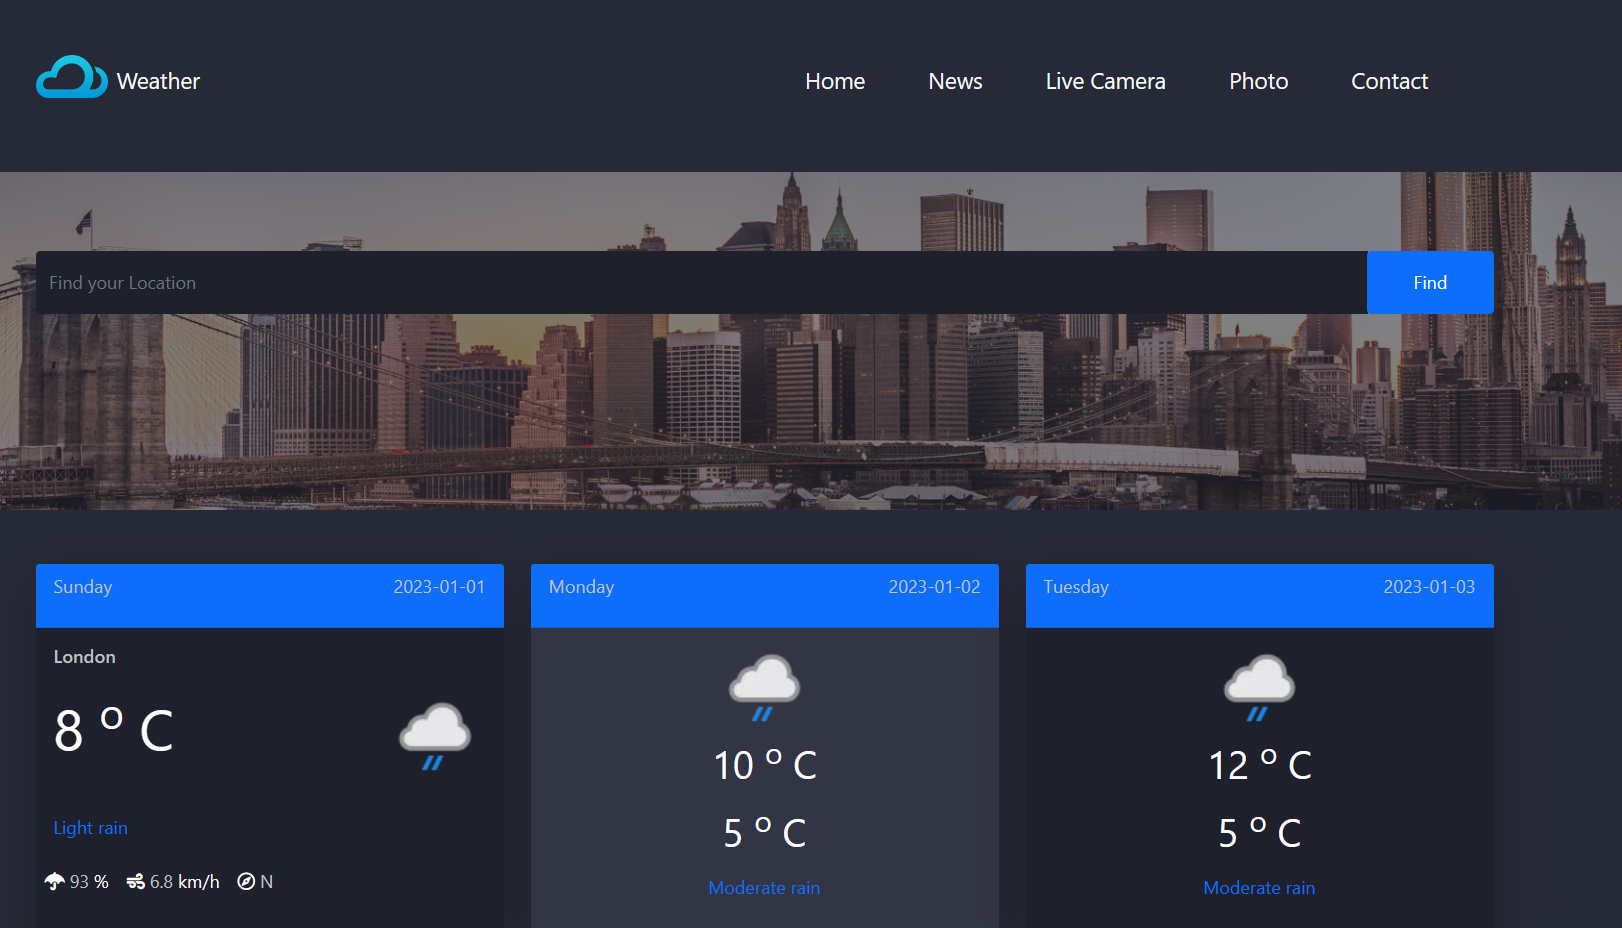 Weather
Home News Live Camera Photo Contact
Find your Location
Find
Sunday 2023-01-01
London
8 o C
Light rain
93 % 6.8 km/h N
Monday 2023-01-02
10 o C
5 o C
Moderate rain
Tuesday 2023-01-03
12 o C
5 o C
Moderate rain